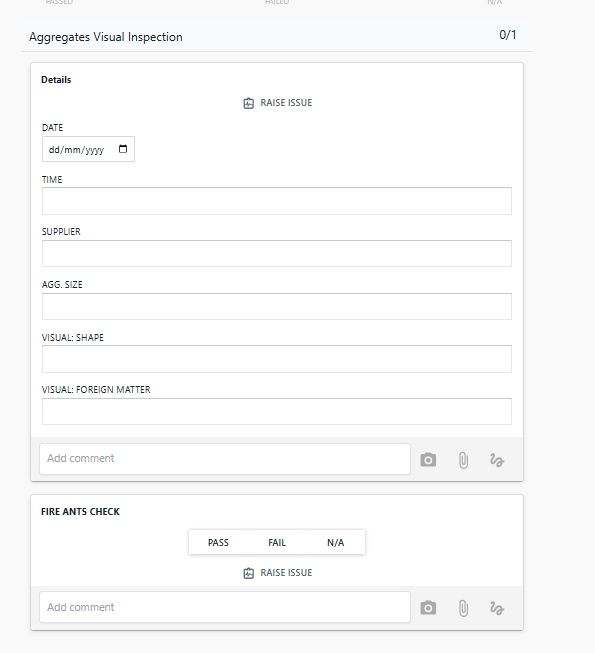 PASSED FAILED N/A
Aggregates Visual Inspection 0/1
Details
RAISE ISSUE
DATE
dd/mm/yyyy
TIME
SUPPLIER
AGG. SIZE
VISUAL: SHAPE
VISUAL: FOREIGN MATTER
Add comment
FIRE ANTS CHECK
PASS FAIL N/A
RAISE ISSUE
Add comment